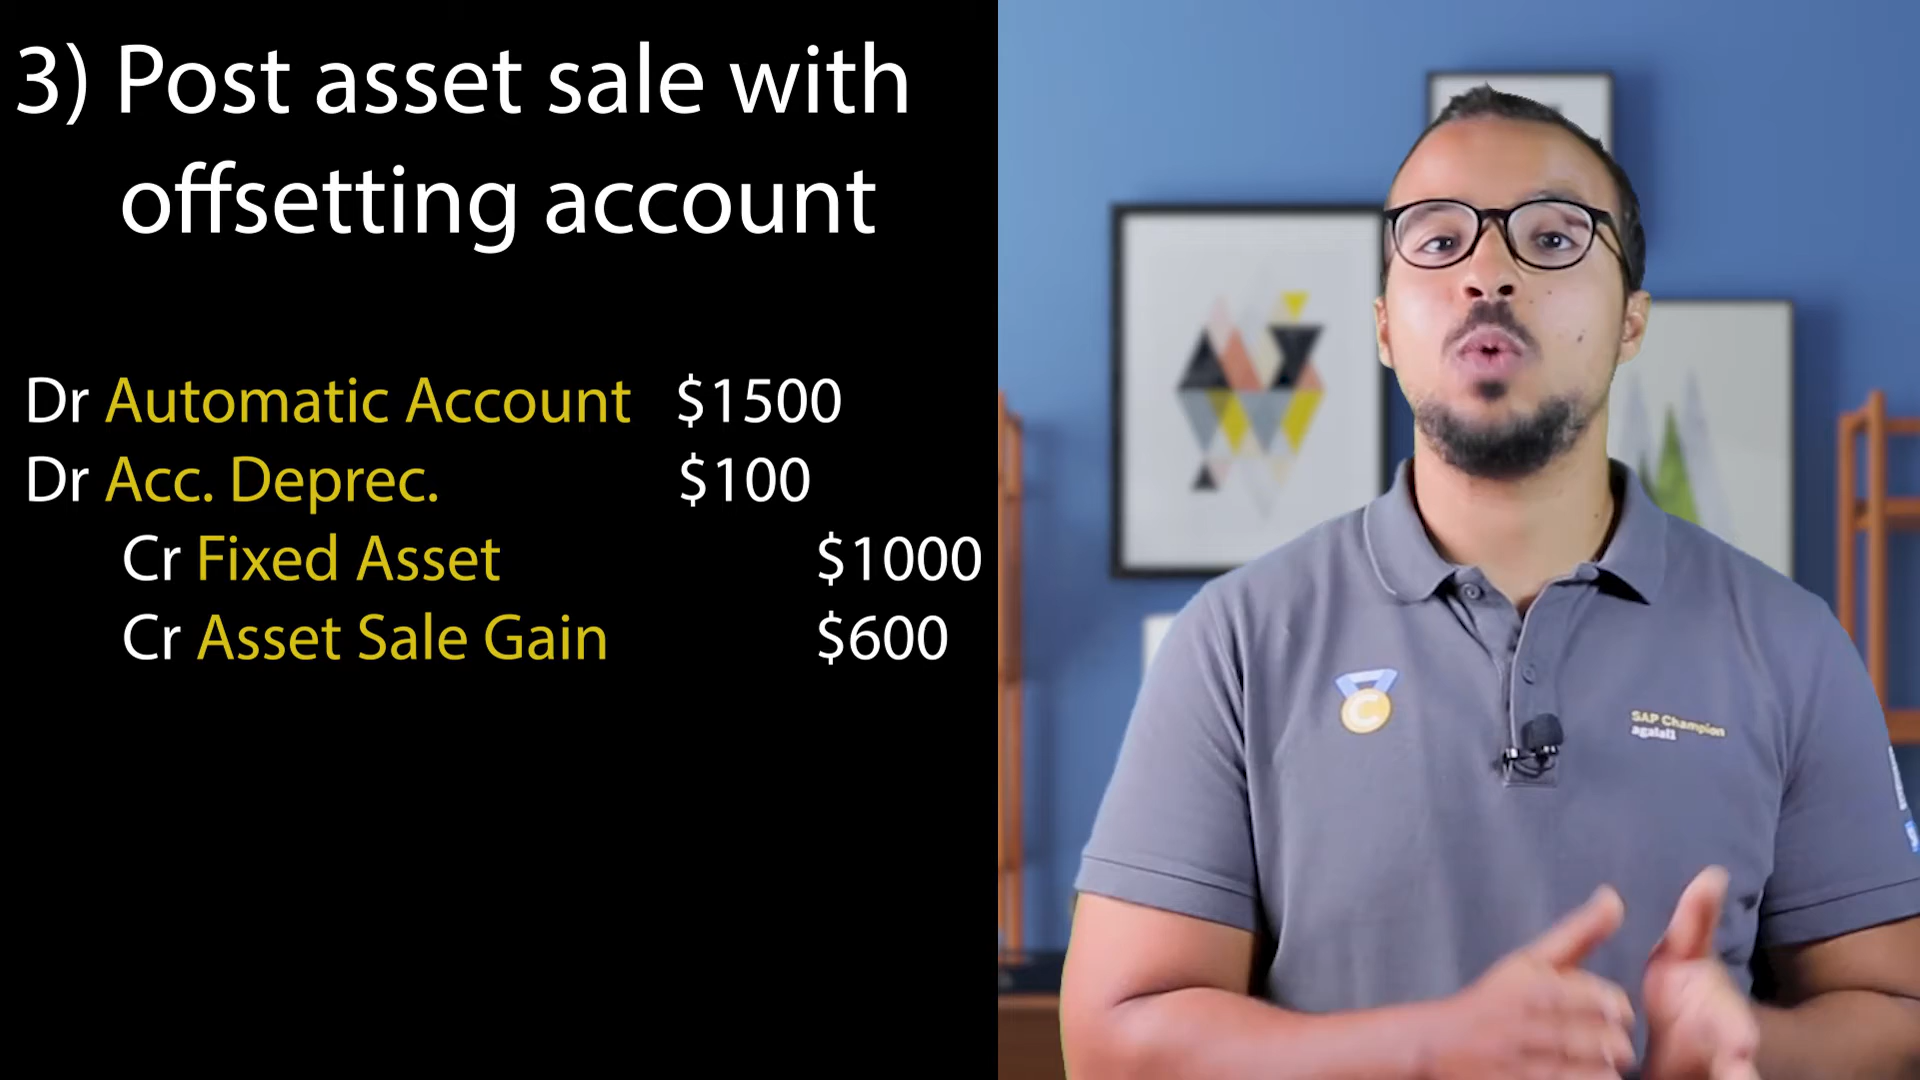 3) Post asset sale with
offsetting account
Dr Automatic Account $1500
Dr Acc. Deprec. $100
Cr Fixed Asset $1000
Cr Asset Sale Gain $600
C
SAP Champion
agalal1